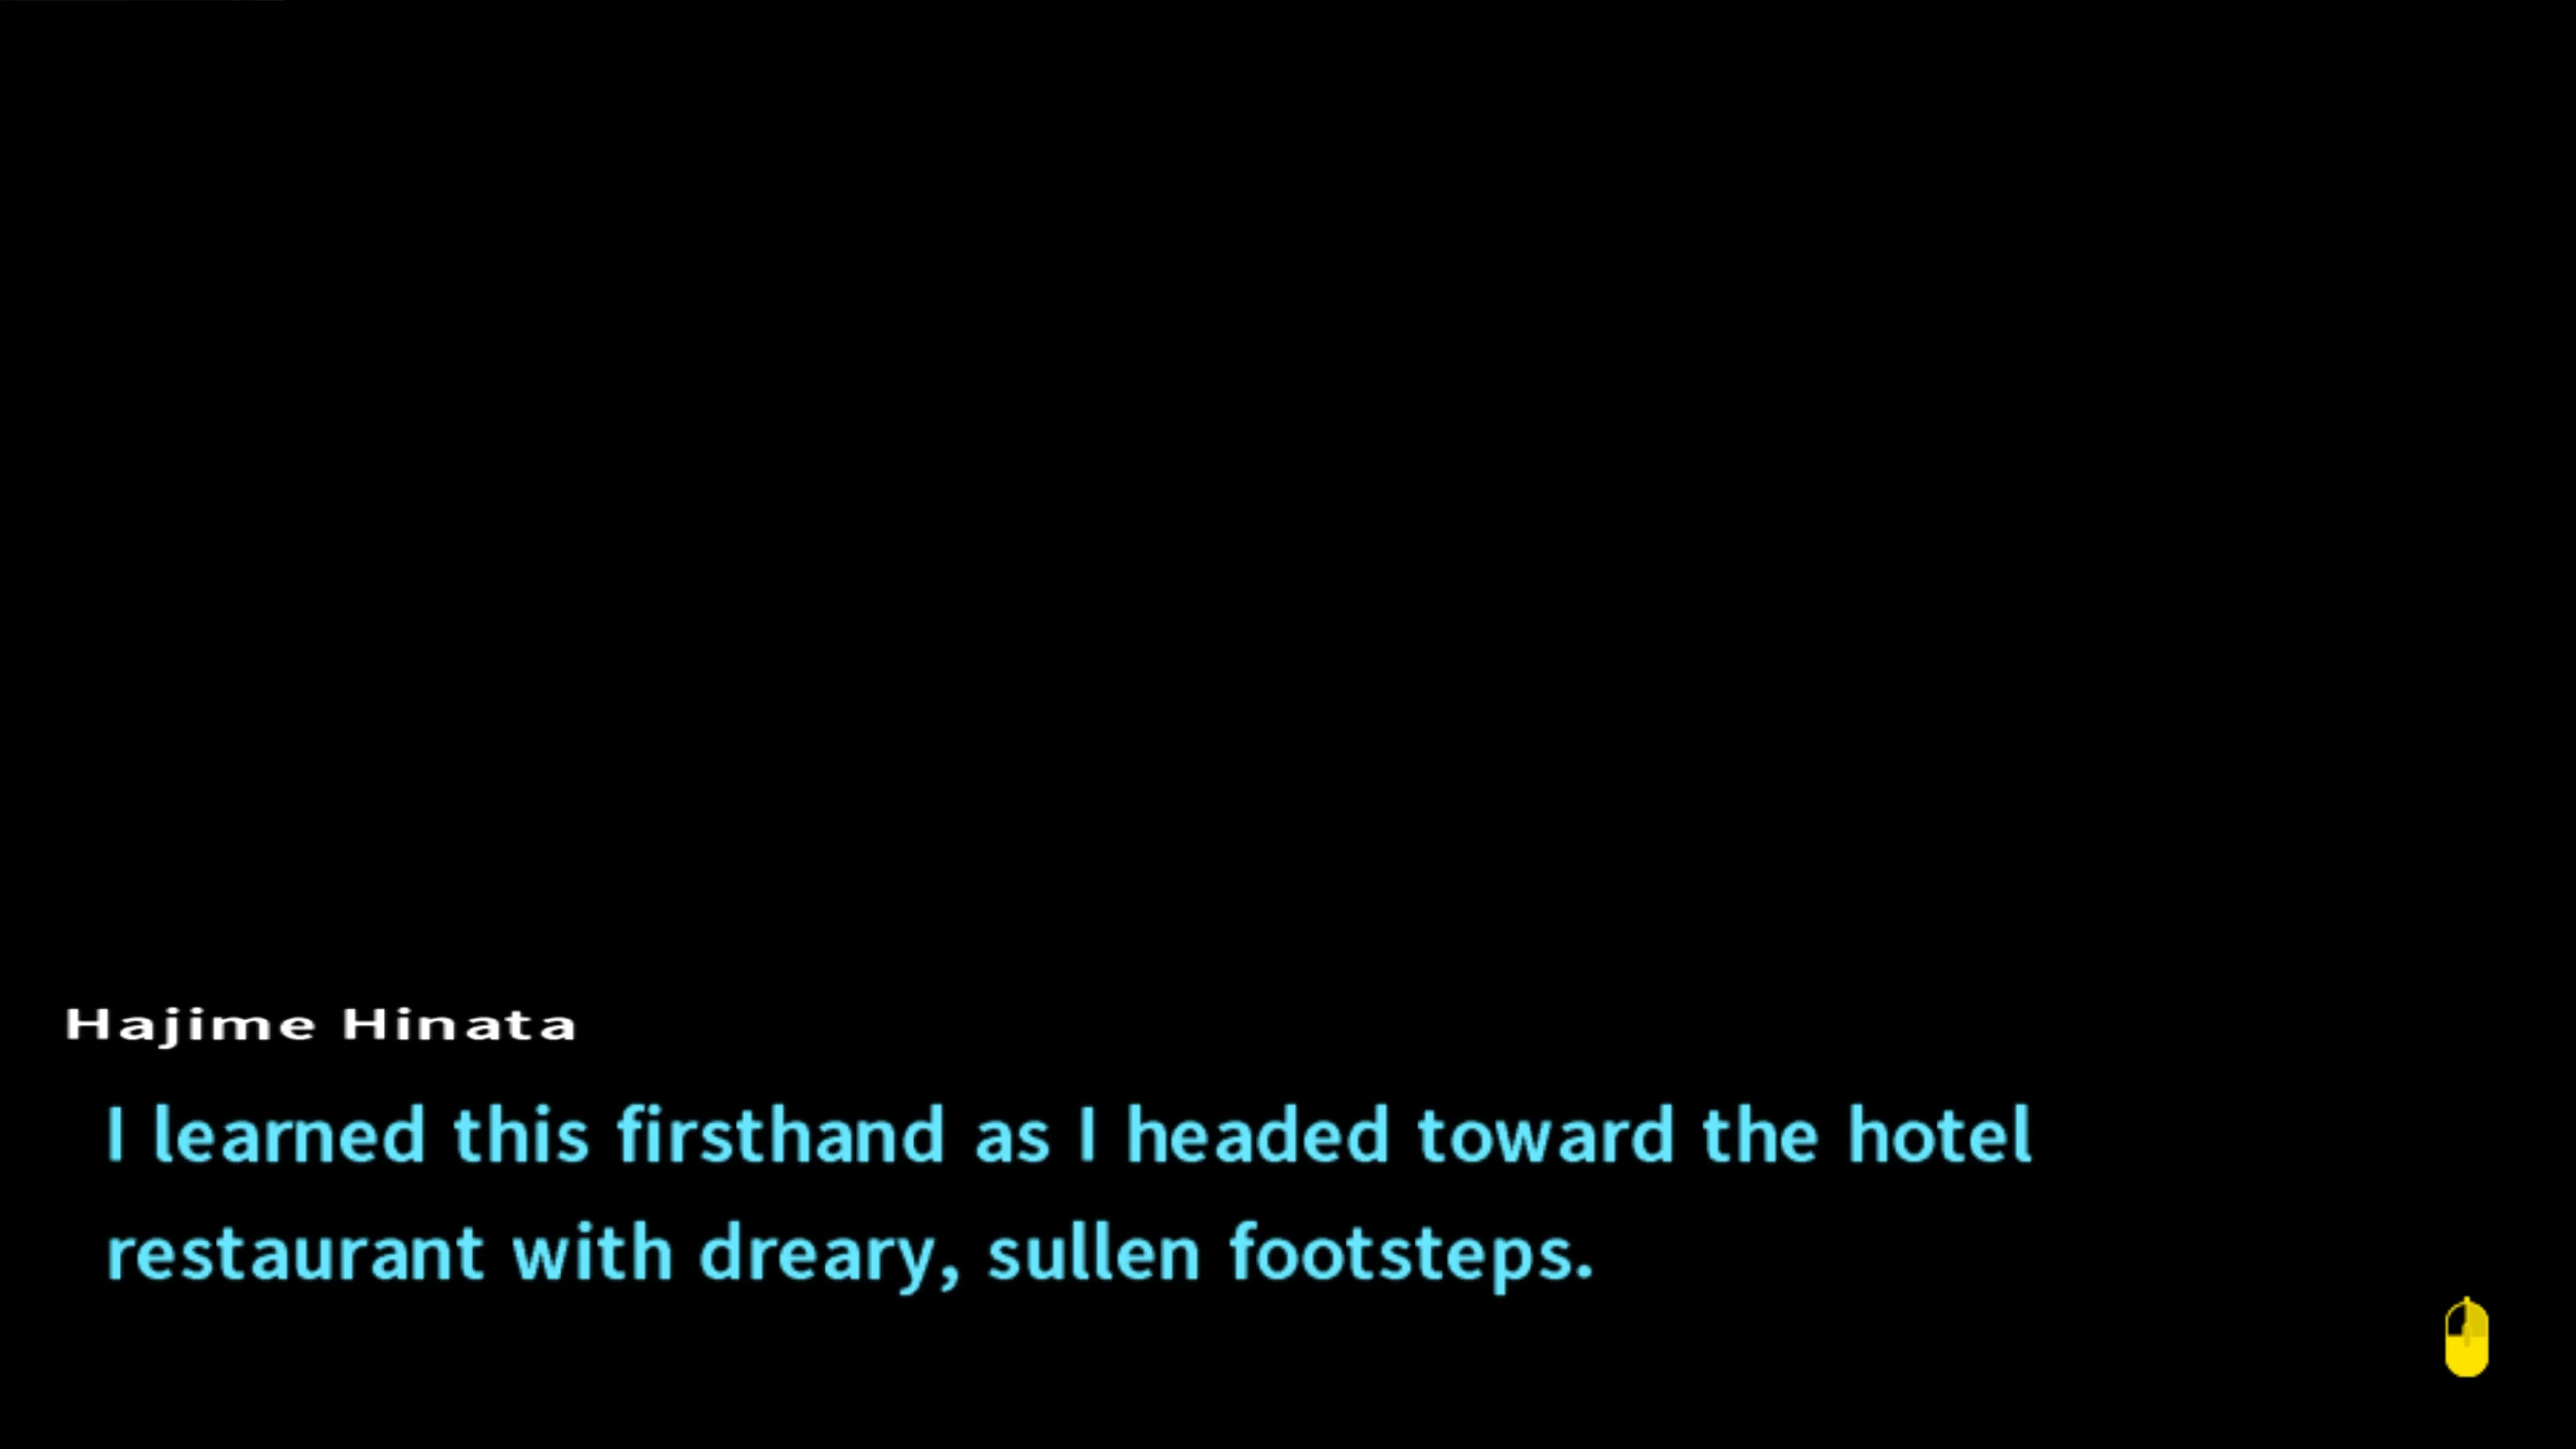 Hajime Hinata
I learned this firsthand as I headed toward the hotel
restaurant with dreary, sullen footsteps.